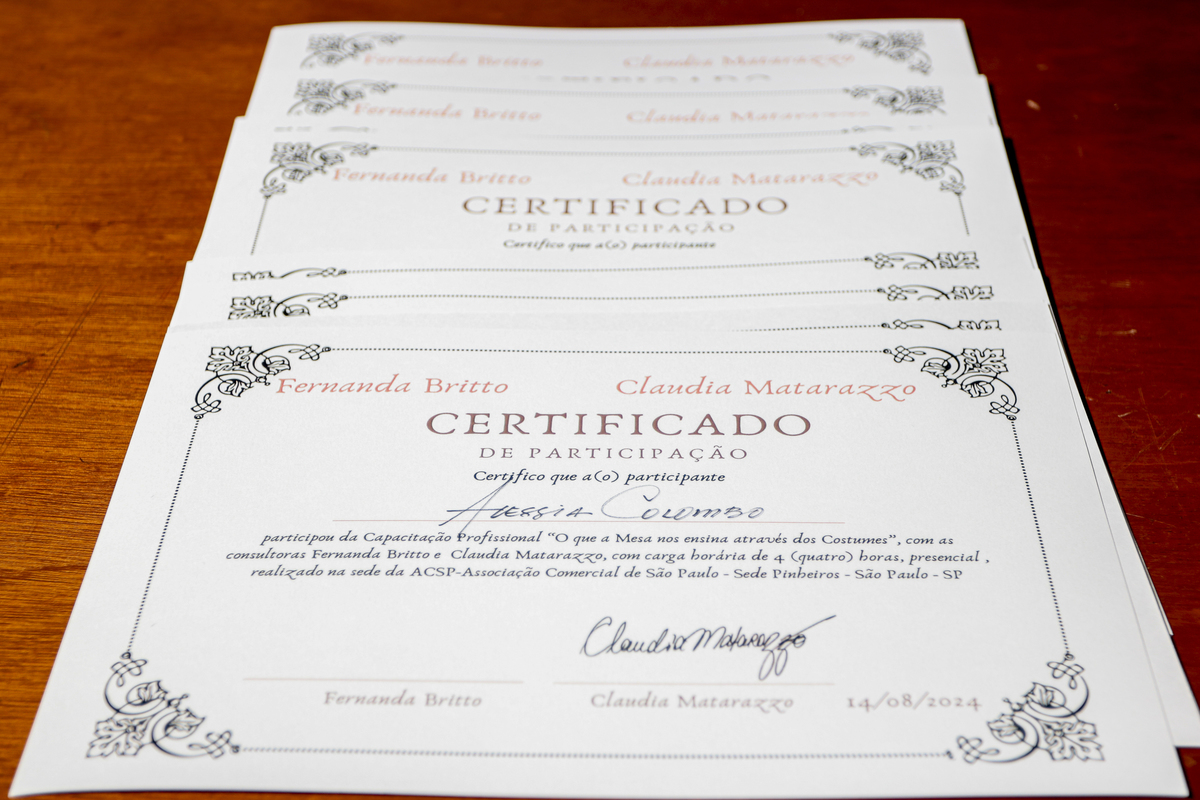 Fernanda Britto Claudia Matarazzo
Fernanda Britto Claudia Matarazzo
Fernanda Britto Claudia Matarazzo
CERTIFICADO
DE PARTICIPAÇÃO
Certifico que a(o) participante
Fernanda Britto Claudia Matarazzo
CERTIFICADO
DE PARTICIPAÇÃO
Certifico que a(o) participante
Alessia Colombo
participou da Capacitação Profissional “O que a Mesa nos ensina através dos Costumes”, com as
consultoras Fernanda Britto e Claudia Matarazzo, com carga horária de 4 (quatro) horas, presencial ,
realizado na sede da ACSP-Associação Comercial de São Paulo - Sede Pinheiros - São Paulo - SP
Claudia Matarazzo
Fernanda Britto Claudia Matarazzo 14/08/2024